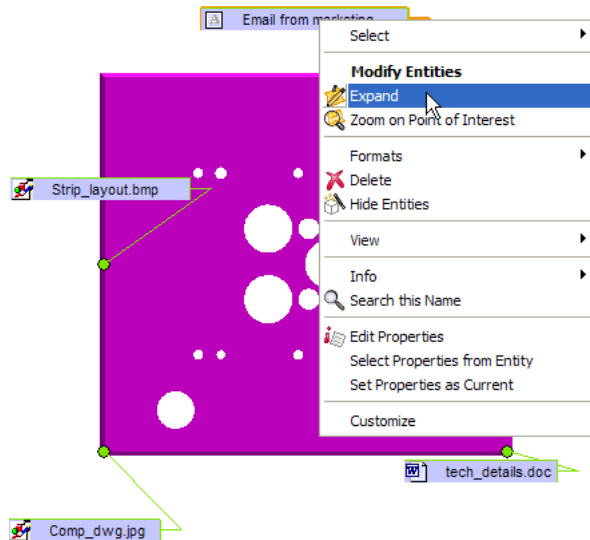 Email from marketing
Select
Modify Entities
Expand
Zoom on Point of Interest
Formats
Delete
Hide Entities
View
Info
Search this Name
Edit Properties
Select Properties from Entity
Set Properties as Current
Customize
Strip_layout.bmp
tech_details.doc
Comp_dwg.jpg